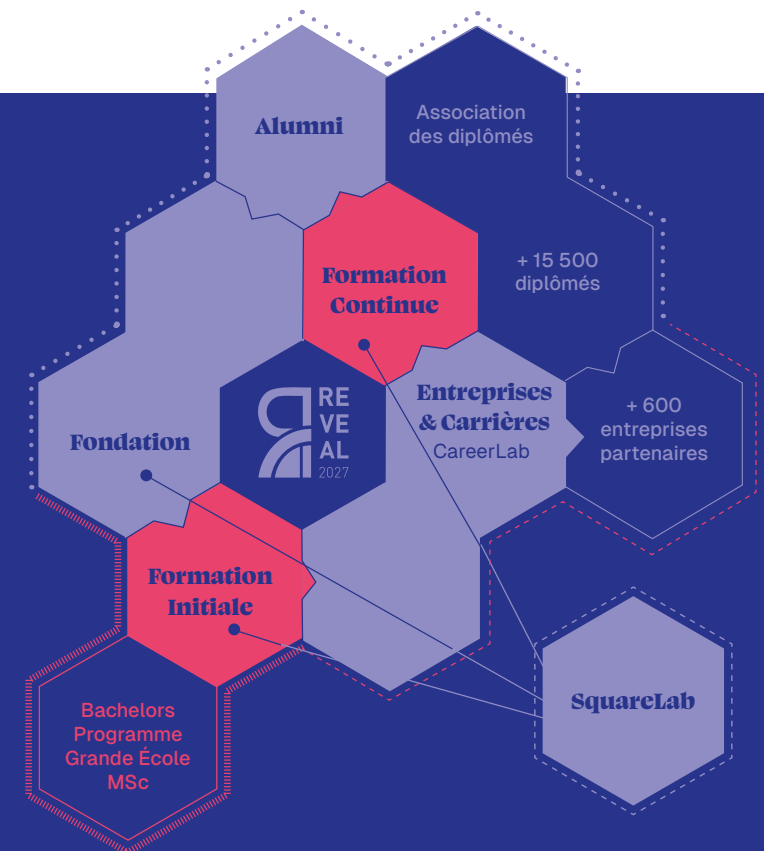 Alumni
Association
des diplômés
Formation
Continue
+ 15 500
diplômés
Entreprises
& Carrières
CareerLab
+ 600
entreprises
partenaires
RE
VE
AL
2027
Fondation
Formation
Initiale
SquareLab
Bachelors
Programme
Grande École
MSc